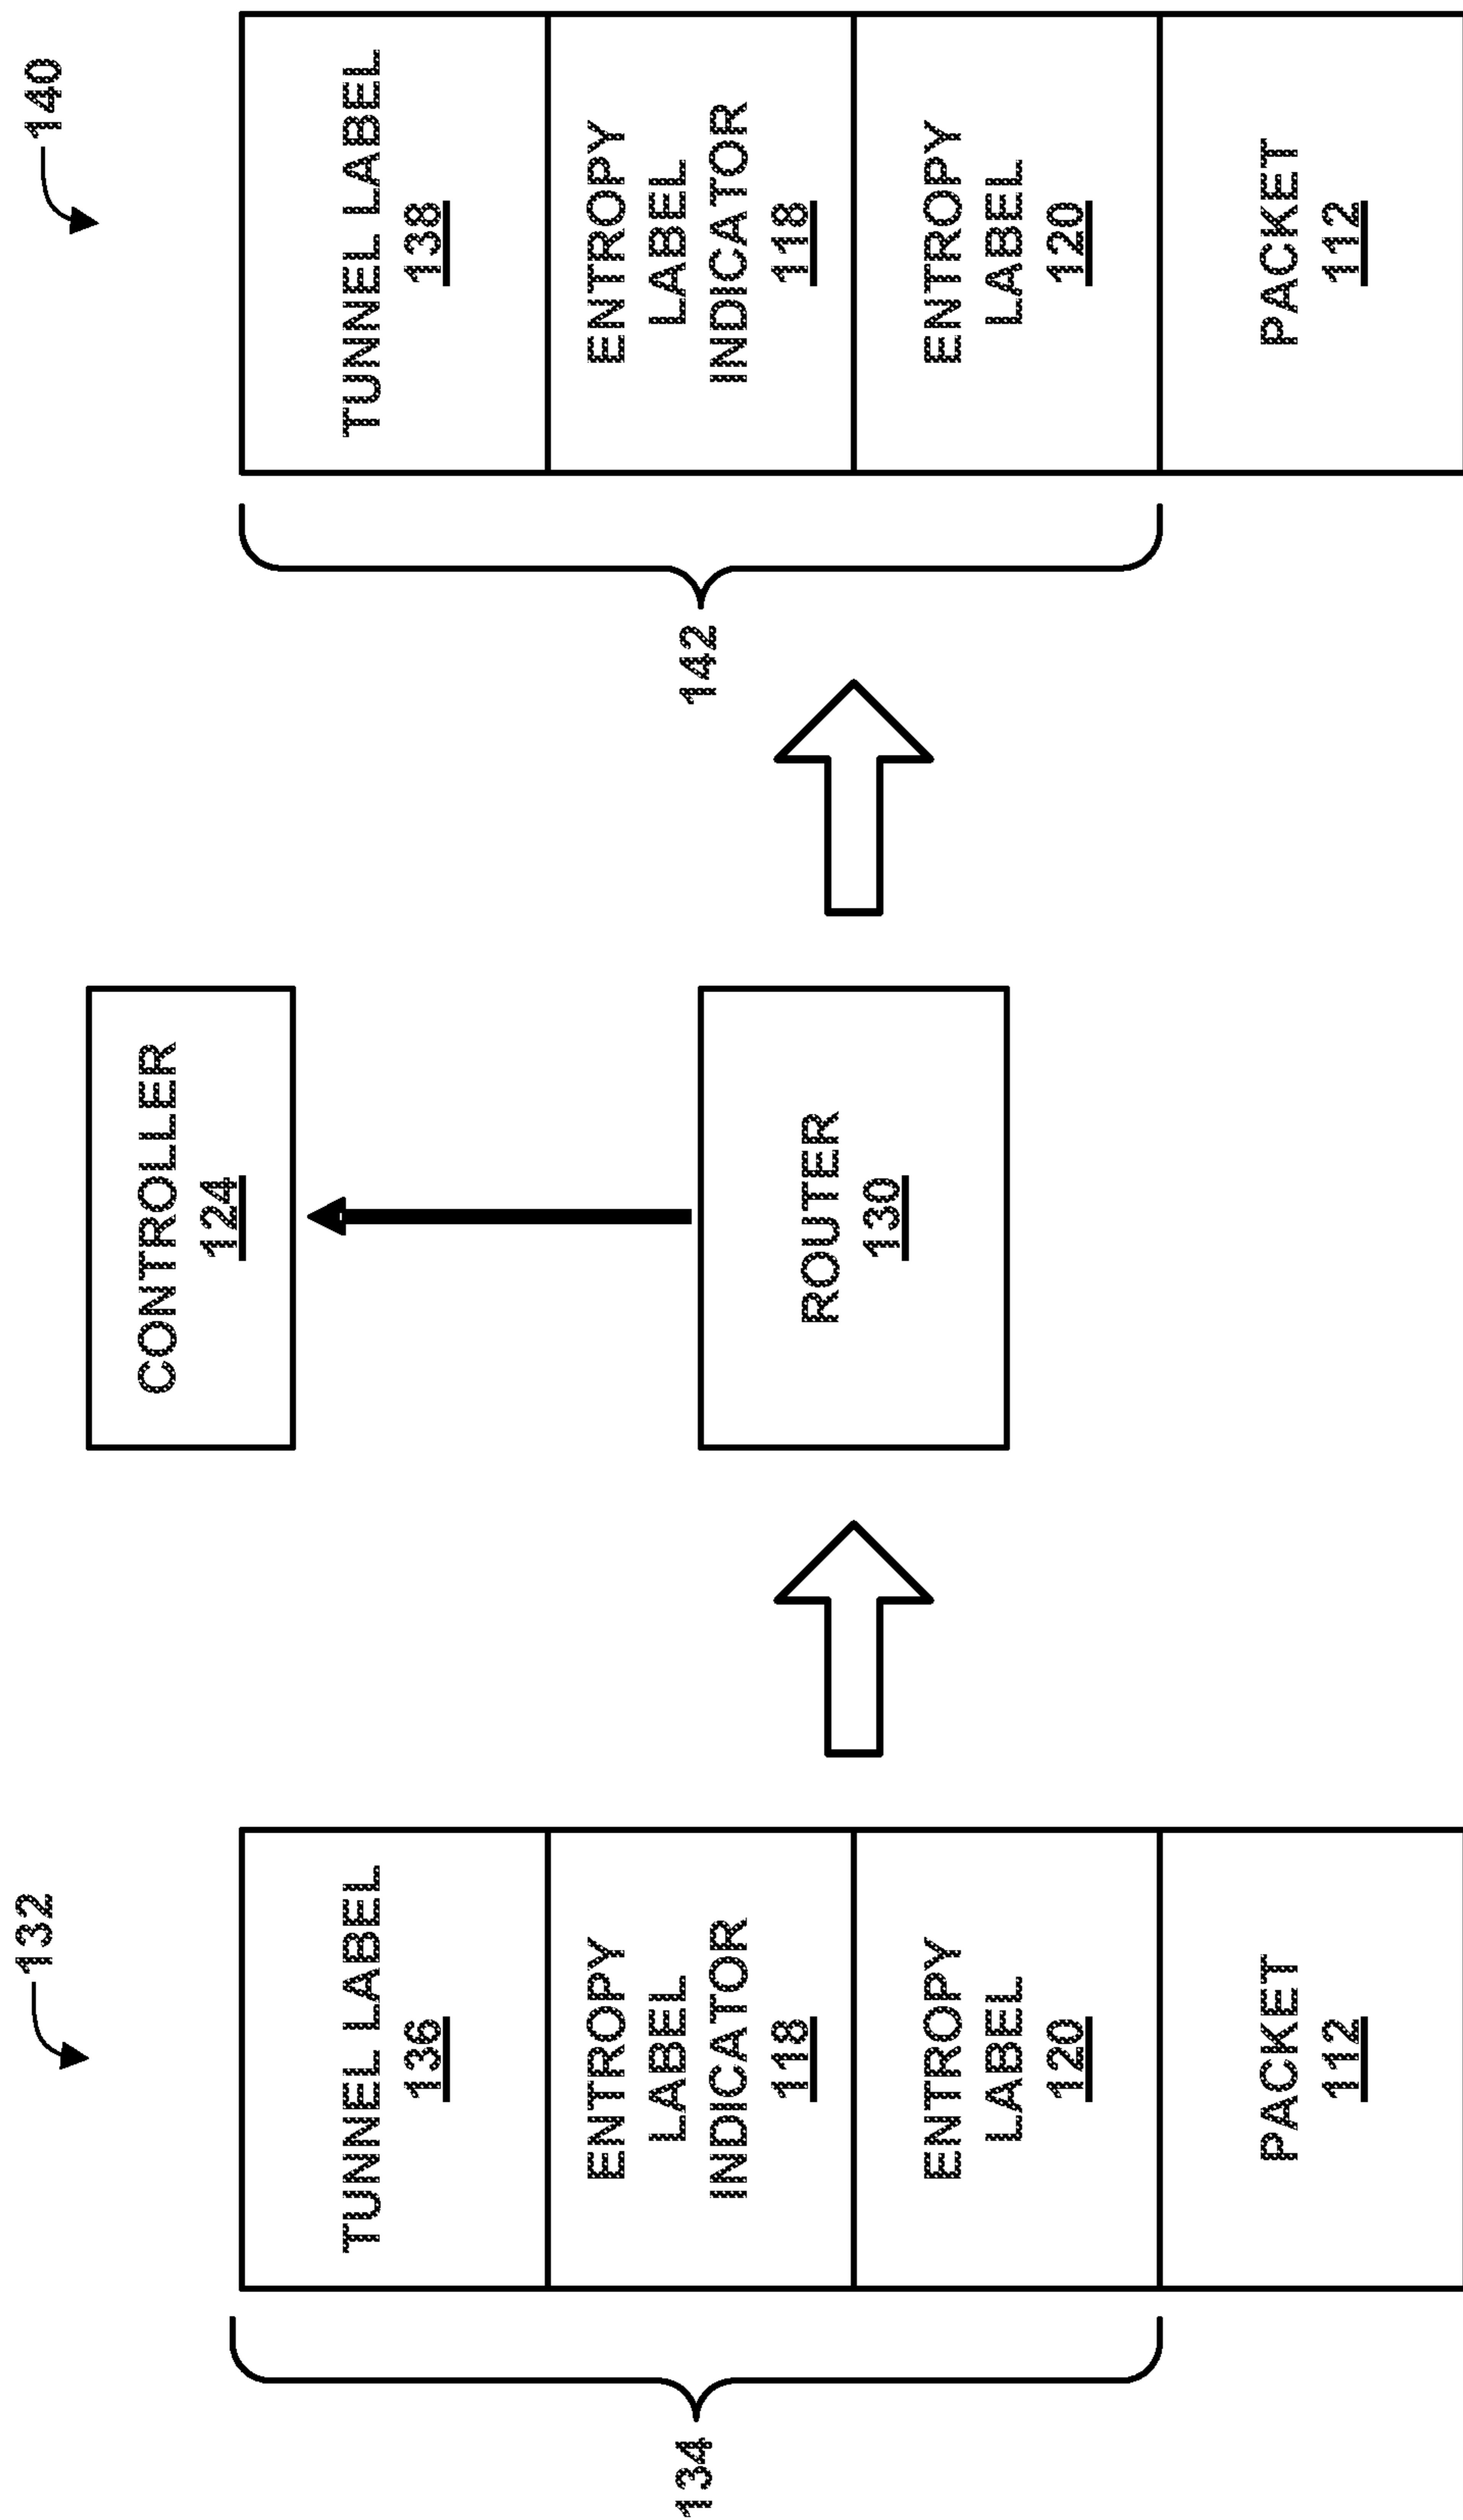 132
134
TUNNEL LABEL
136
ENTROPY
LABEL
INDICATOR
118
ENTROPY
LABEL
120
PACKET
112
CONTROLLER
124
ROUTER
130
140
142
TUNNEL LABEL
138
ENTROPY
LABEL
INDICATOR
118
ENTROPY
LABEL
120
PACKET
112